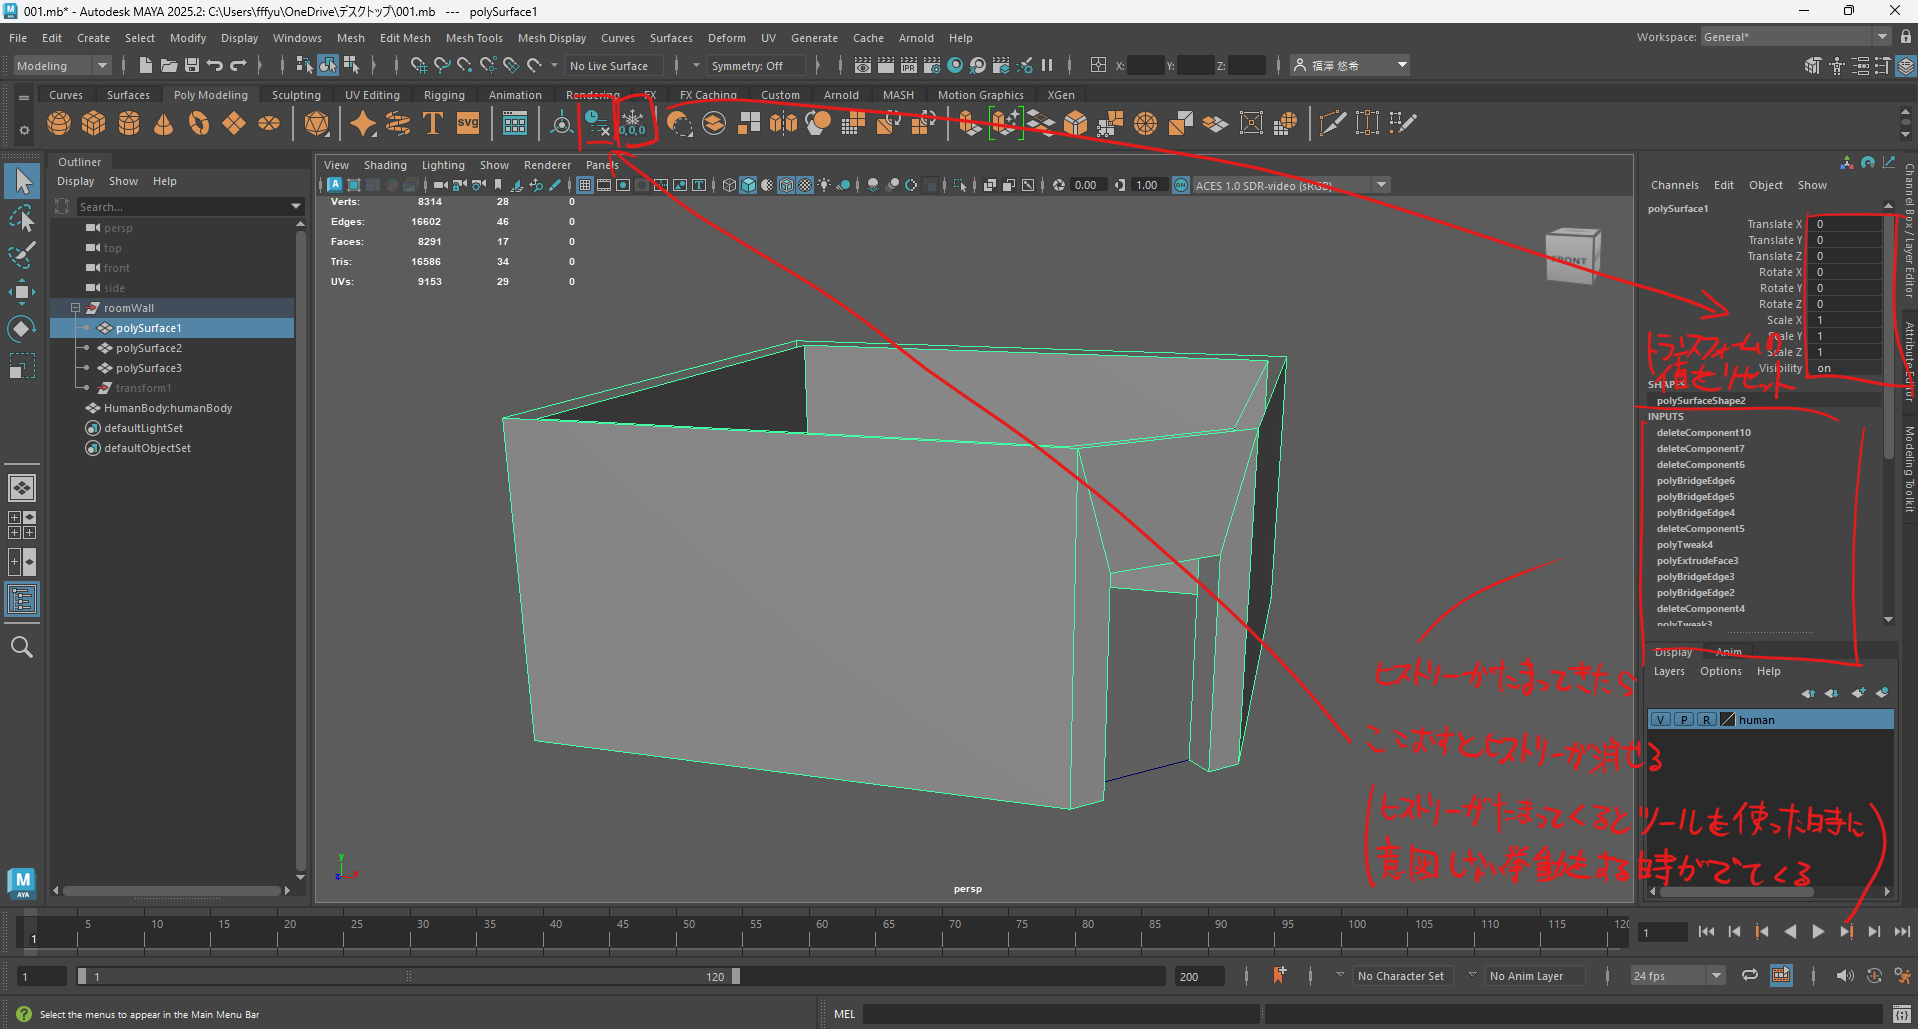 001.mb* - Autodesk MAYA 2025.2: C:\Users\fffyu\OneDrive\デスクトップ\001.mb --- polySurface1
File Edit Create Select Modify Display Windows Mesh Edit Mesh Mesh Tools Mesh Display Curves Surfaces Deform UV Generate Cache Arnold Help
Workspace: General*
Modeling
No Live Surface
Symmetry: Off
X: Y: Z:
福澤 悠希
Curves Surfaces Poly Modeling Sculpting UV Editing Rigging Animation Rendering FX FX Caching Custom Arnold MASH Motion Graphics XGen
T SVG 0,0,0
Outliner
Display Show Help
Search...
persp
top
front
side
roomWall
polySurface1
polySurface2
polySurface3
transform1
HumanBody:humanBody
defaultLightSet
defaultObjectSet
View Shading Lighting Show Renderer Panels
0.00 1.00 ACES 1.0 SDR-video (sRGB)
Verts: 8314 28 0
Edges: 16602 46 0
Faces: 8291 17 0
Tris: 16586 34 0
UVs: 9153 29 0
FRONT
persp
Channels Edit Object Show
polySurface1
Translate X 0
Translate Y 0
Translate Z 0
Rotate X 0
Rotate Y 0
Rotate Z 0
Scale X 1
Scale Y 1
Scale Z 1
Visibility on
トランスフォームの
値をリセット
SHAPES
polySurfaceShape2
INPUTS
deleteComponent10
deleteComponent7
deleteComponent6
polyBridgeEdge6
polyBridgeEdge5
polyBridgeEdge4
deleteComponent5
polyTweak4
polyExtrudeFace3
polyBridgeEdge3
polyBridgeEdge2
deleteComponent4
polyTweak3
Channel Box / Layer Editor
Attribute Editor
Modeling Toolkit
ヒストリーがたまってきたら
ここおすとヒストリーが消せる
(ヒストリーがたまってくるとツールを使った時に
意図しない挙動をする時がでてくる)
Display Anim
Layers Options Help
V P R human
M
AYA
y
z x
1 5 10 15 20 25 30 35 40 45 50 55 60 65 70 75 80 85 90 95 100 105 110 115 120
1
1 1 120 200
No Character Set
No Anim Layer
24 fps
Select the menus to appear in the Main Menu Bar
MEL